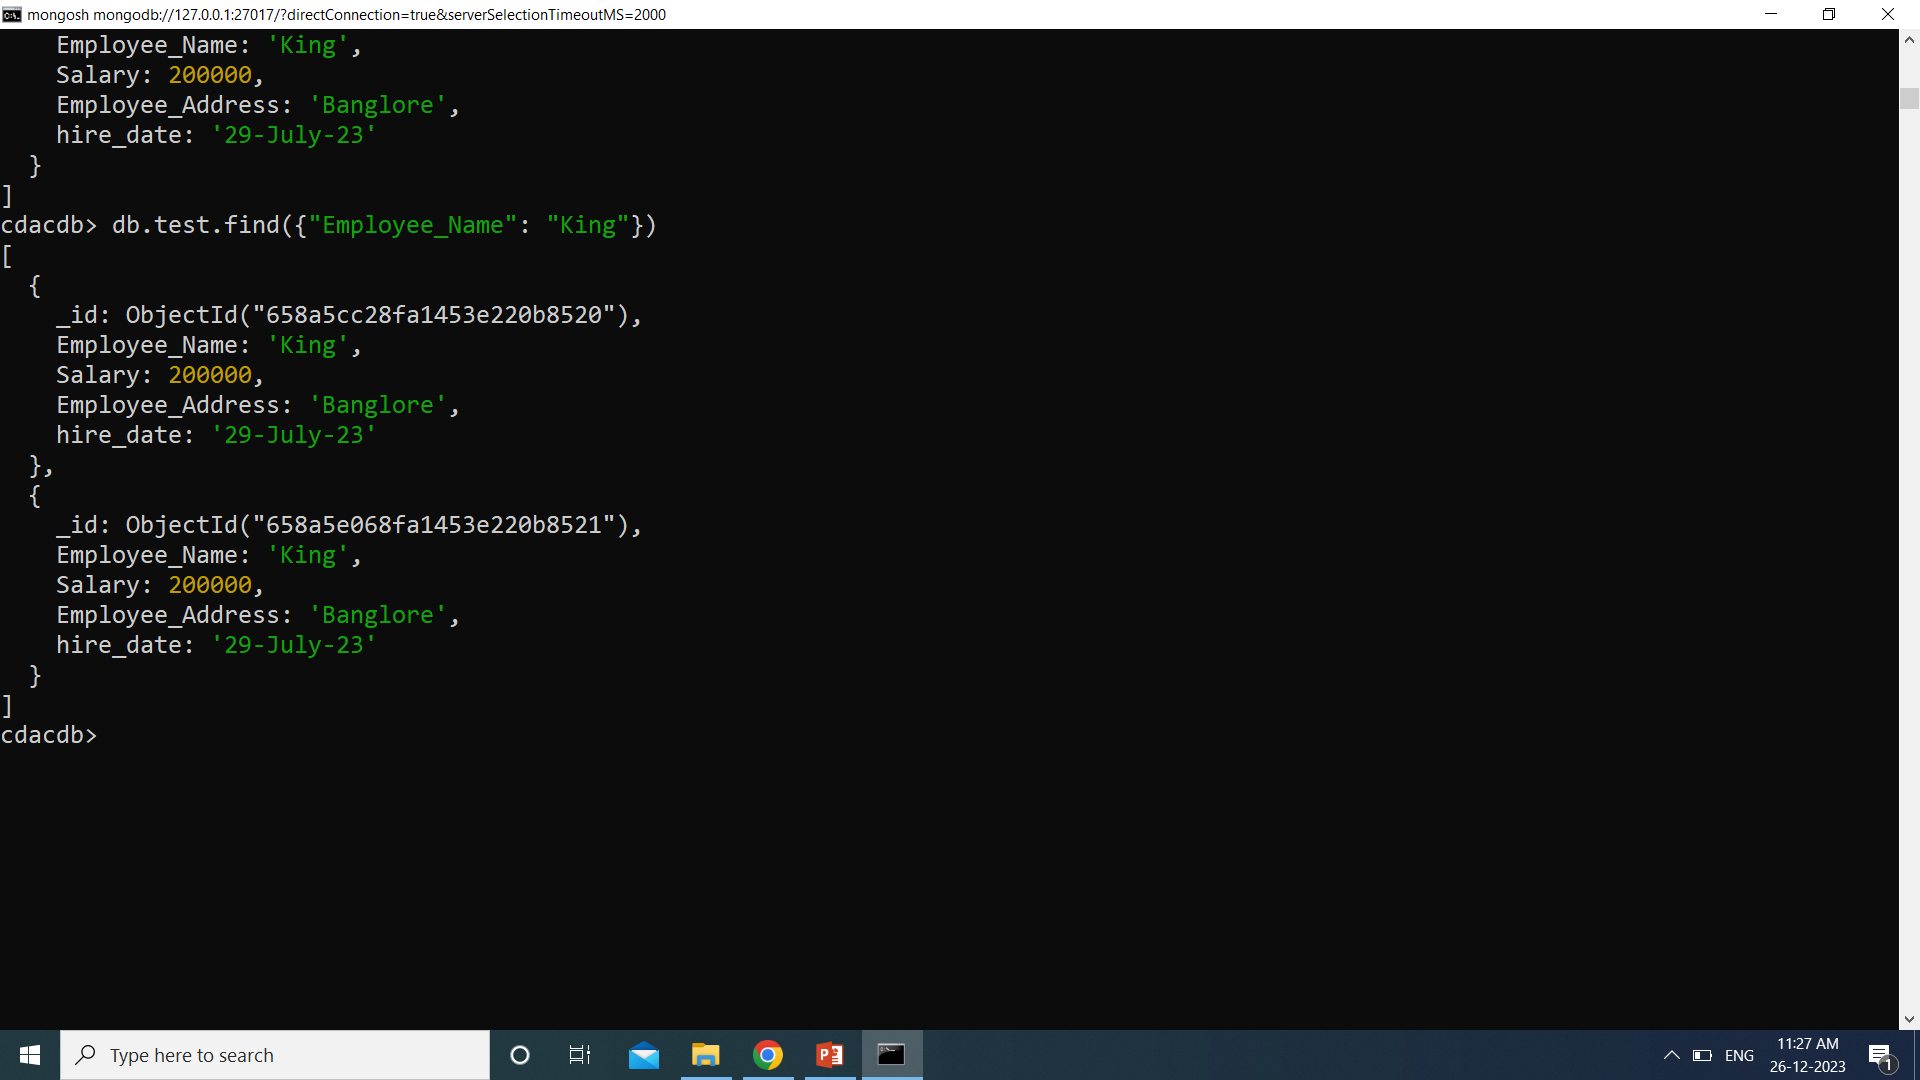 mongosh mongodb://127.0.0.1:27017/?directConnection=true&serverSelectionTimeoutMS=2000
Employee_Name: 'King',
Salary: 200000,
Employee_Address: 'Banglore',
hire_date: '29-July-23'
}
]
cdacdb> db.test.find({"Employee_Name": "King"})
[
{
_id: ObjectId("658a5cc28fa1453e220b8520"),
Employee_Name: 'King',
Salary: 200000,
Employee_Address: 'Banglore',
hire_date: '29-July-23'
},
{
_id: ObjectId("658a5e068fa1453e220b8521"),
Employee_Name: 'King',
Salary: 200000,
Employee_Address: 'Banglore',
hire_date: '29-July-23'
}
]
cdacdb>
Type here to search
ENG
11:27 AM
26-12-2023
1